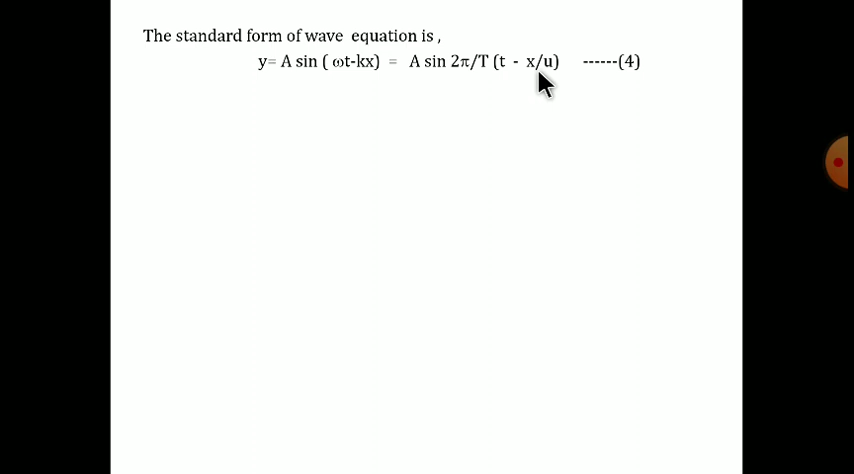 The standard form of wave equation is ,
y= A sin ( ωt-kx) = A sin 2π/T (t - x/u) ------(4)